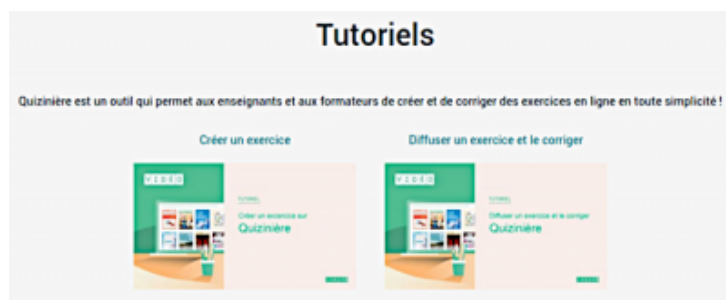 Tutoriels
Quizinière est un outil qui permet aux enseignants et aux formateurs de créer et de corriger des exercices en ligne en toute simplicité !
Créer un exercice
Diffuser un exercice et le corriger
VIDÉO
TUTORIEL
Créer un exercice sur
Quizinière
VIDÉO
TUTORIEL
Diffuser un exercice et le corriger
Quizinière